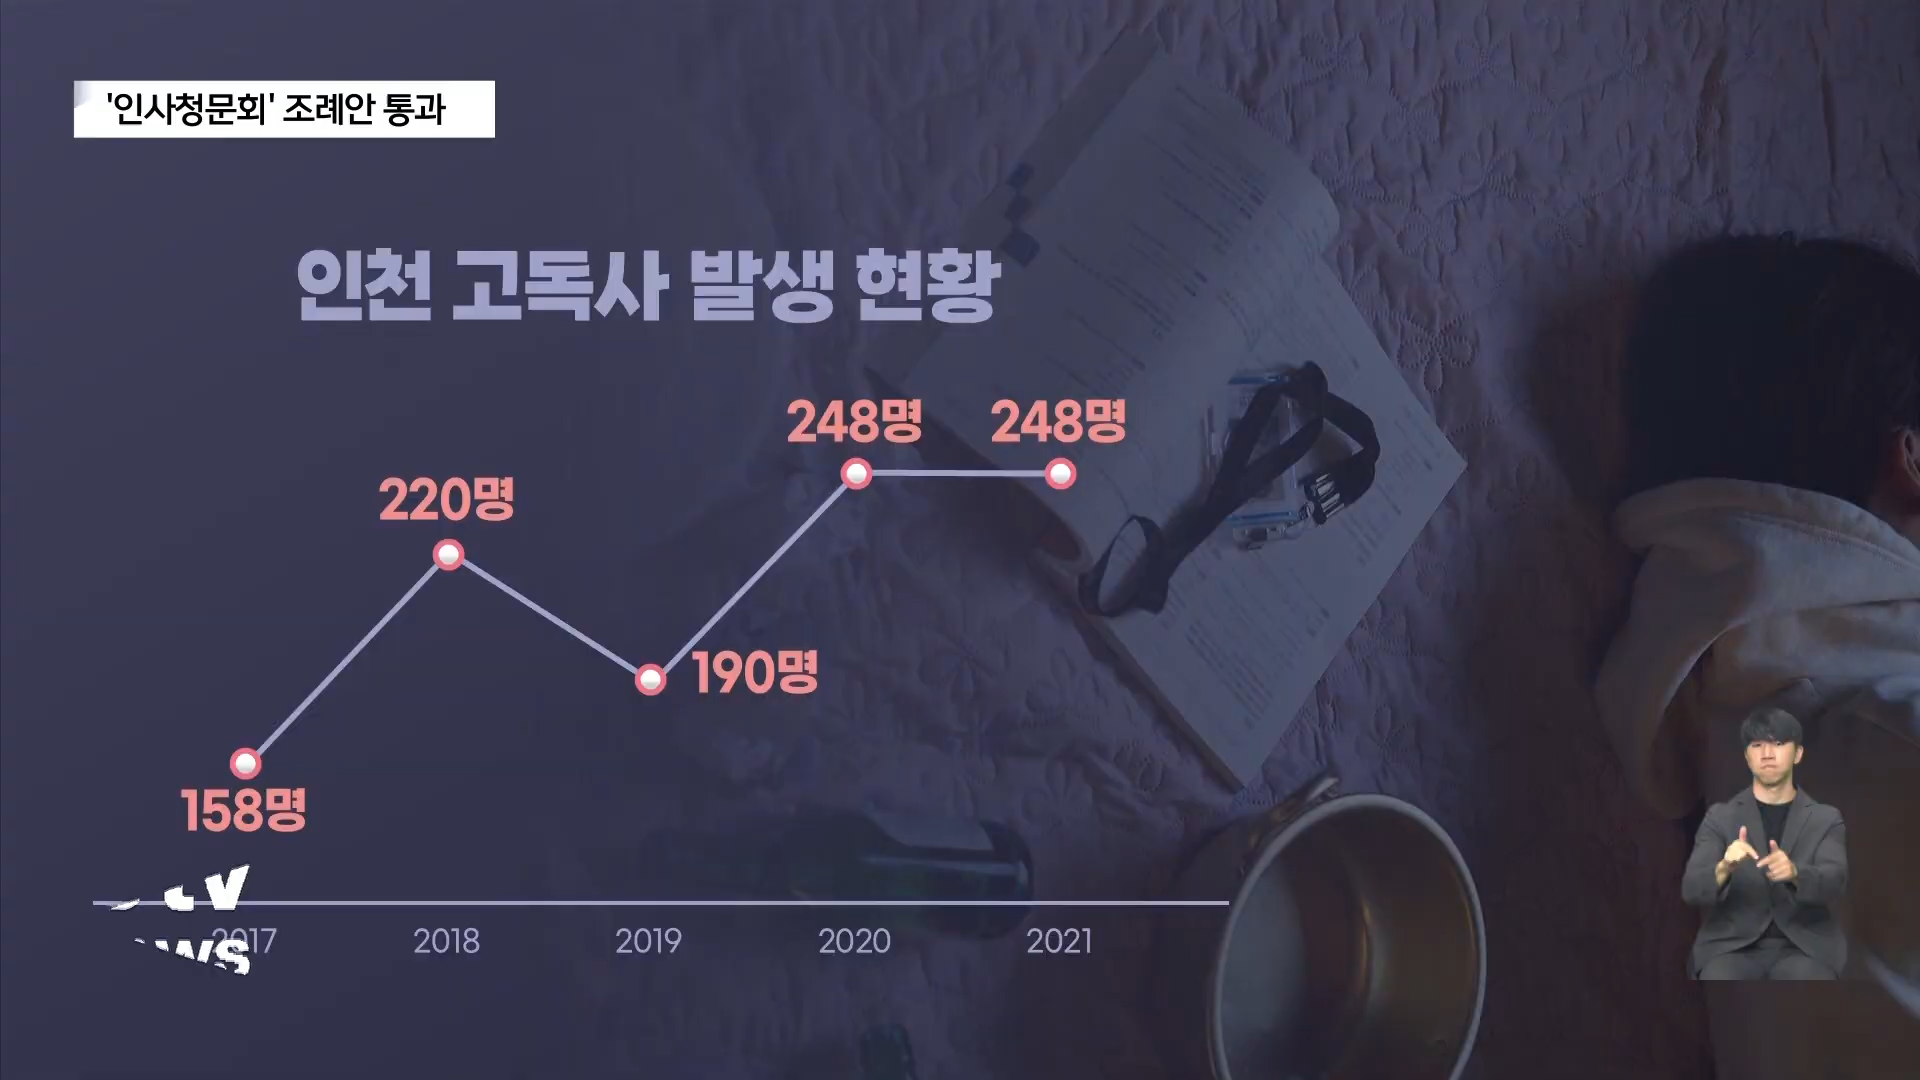 '인사청문회' 조례안 통과
인천 고독사 발생 현황
248명 248명
220명
190명
158명
2017 2018 2019 2020 2021